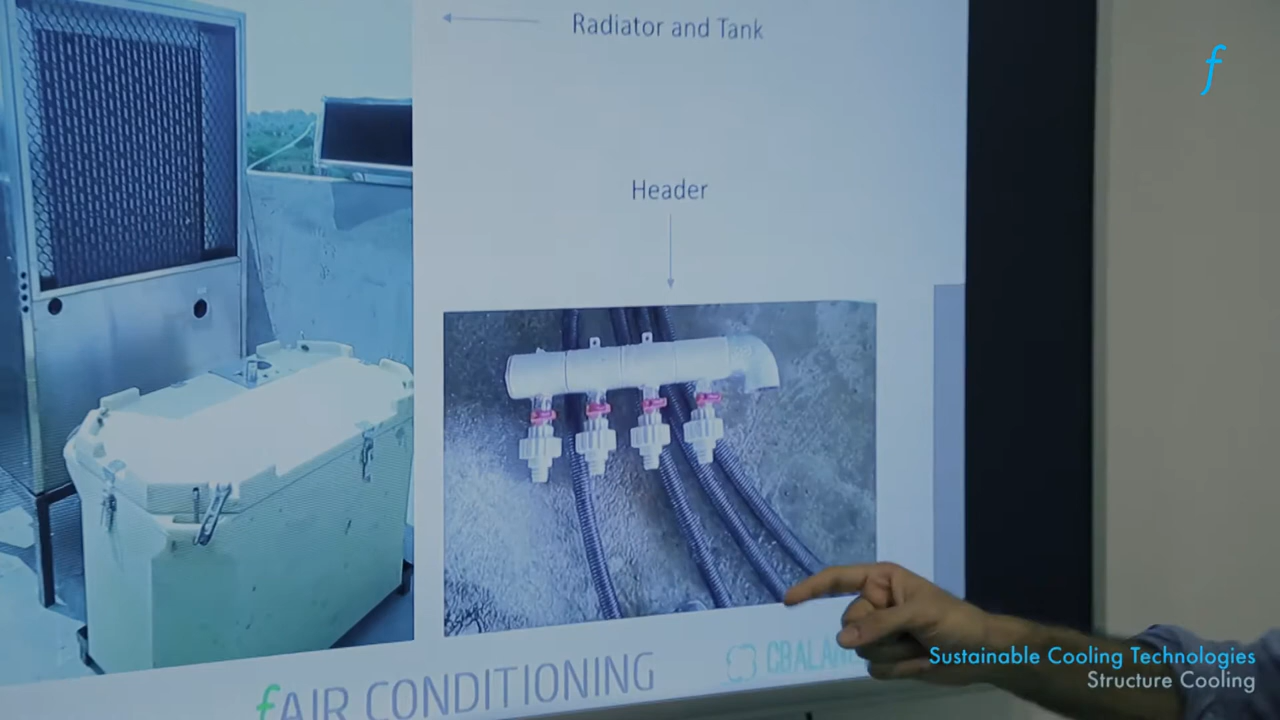 Radiator and Tank
f
Header
fAIR CONDITIONING
Sustainable Cooling Technologies
Structure Cooling